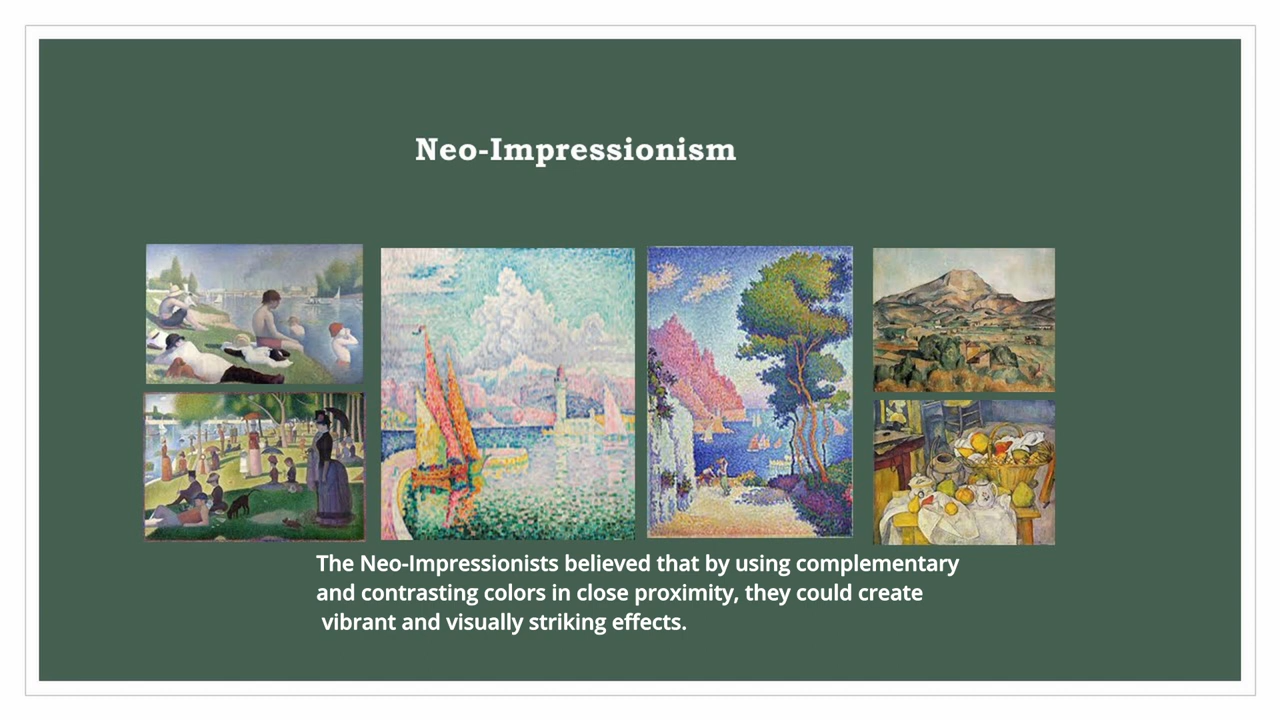 Neo-Impressionism
The Neo-Impressionists believed that by using complementary
and contrasting colors in close proximity, they could create
vibrant and visually striking effects.